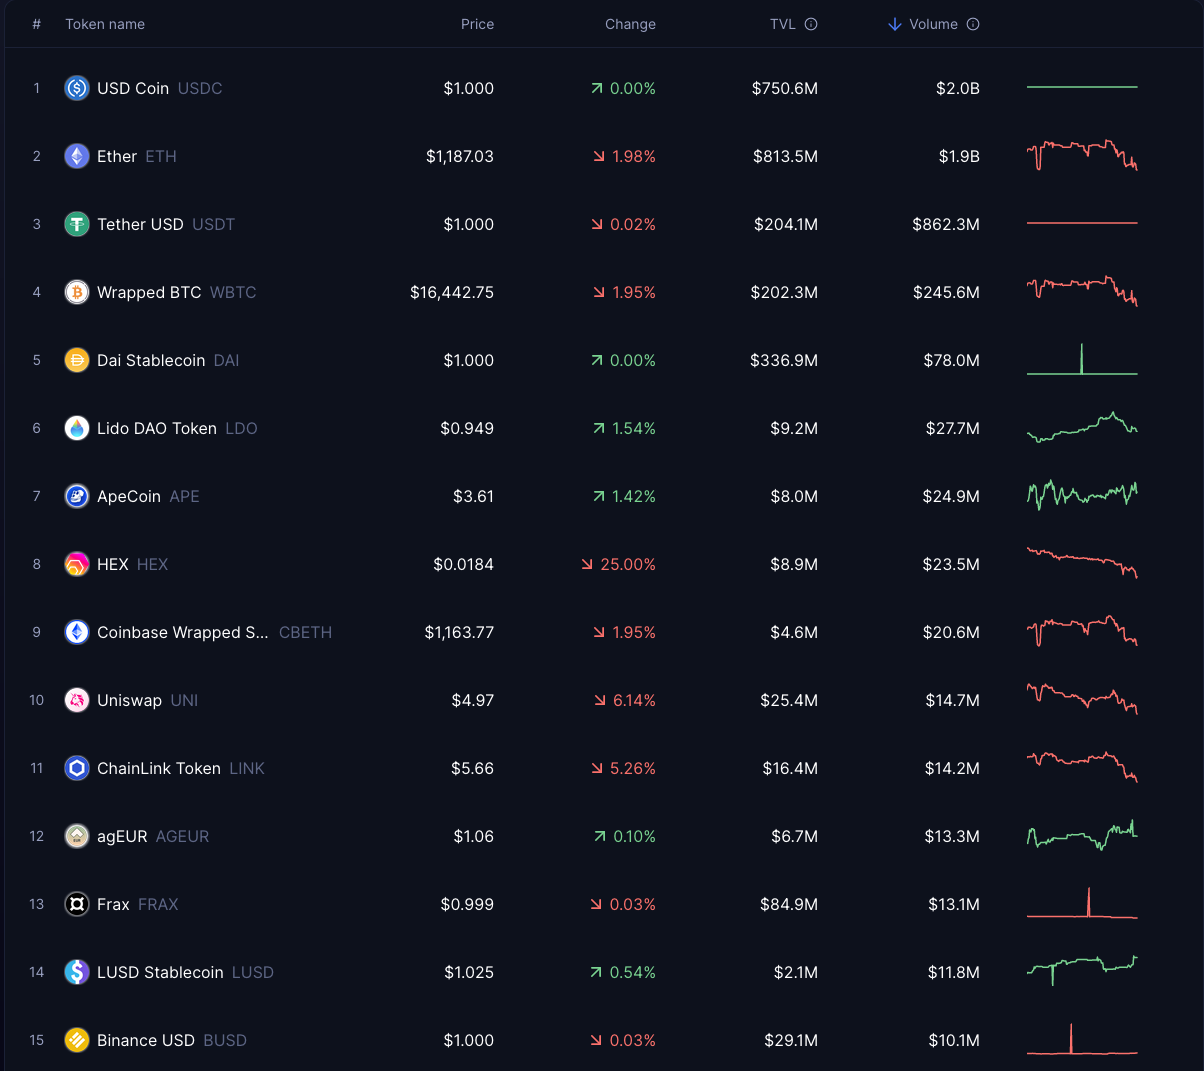 # Token name Price Change TVL Volume
1 USD Coin USDC $1.000 0.00% $750.6M $2.0B
2 Ether ETH $1,187.03 1.98% $813.5M $1.9B
3 Tether USD USDT $1.000 0.02% $204.1M $862.3M
4 Wrapped BTC WBTC $16,442.75 1.95% $202.3M $245.6M
5 Dai Stablecoin DAI $1.000 0.00% $336.9M $78.0M
6 Lido DAO Token LDO $0.949 1.54% $9.2M $27.7M
7 ApeCoin APE $3.61 1.42% $8.0M $24.9M
8 HEX HEX $0.0184 25.00% $8.9M $23.5M
9 Coinbase Wrapped S... CBETH $1,163.77 1.95% $4.6M $20.6M
10 Uniswap UNI $4.97 6.14% $25.4M $14.7M
11 ChainLink Token LINK $5.66 5.26% $16.4M $14.2M
12 agEUR AGEUR $1.06 0.10% $6.7M $13.3M
13 Frax FRAX $0.999 0.03% $84.9M $13.1M
14 LUSD Stablecoin LUSD $1.025 0.54% $2.1M $11.8M
15 Binance USD BUSD $1.000 0.03% $29.1M $10.1M